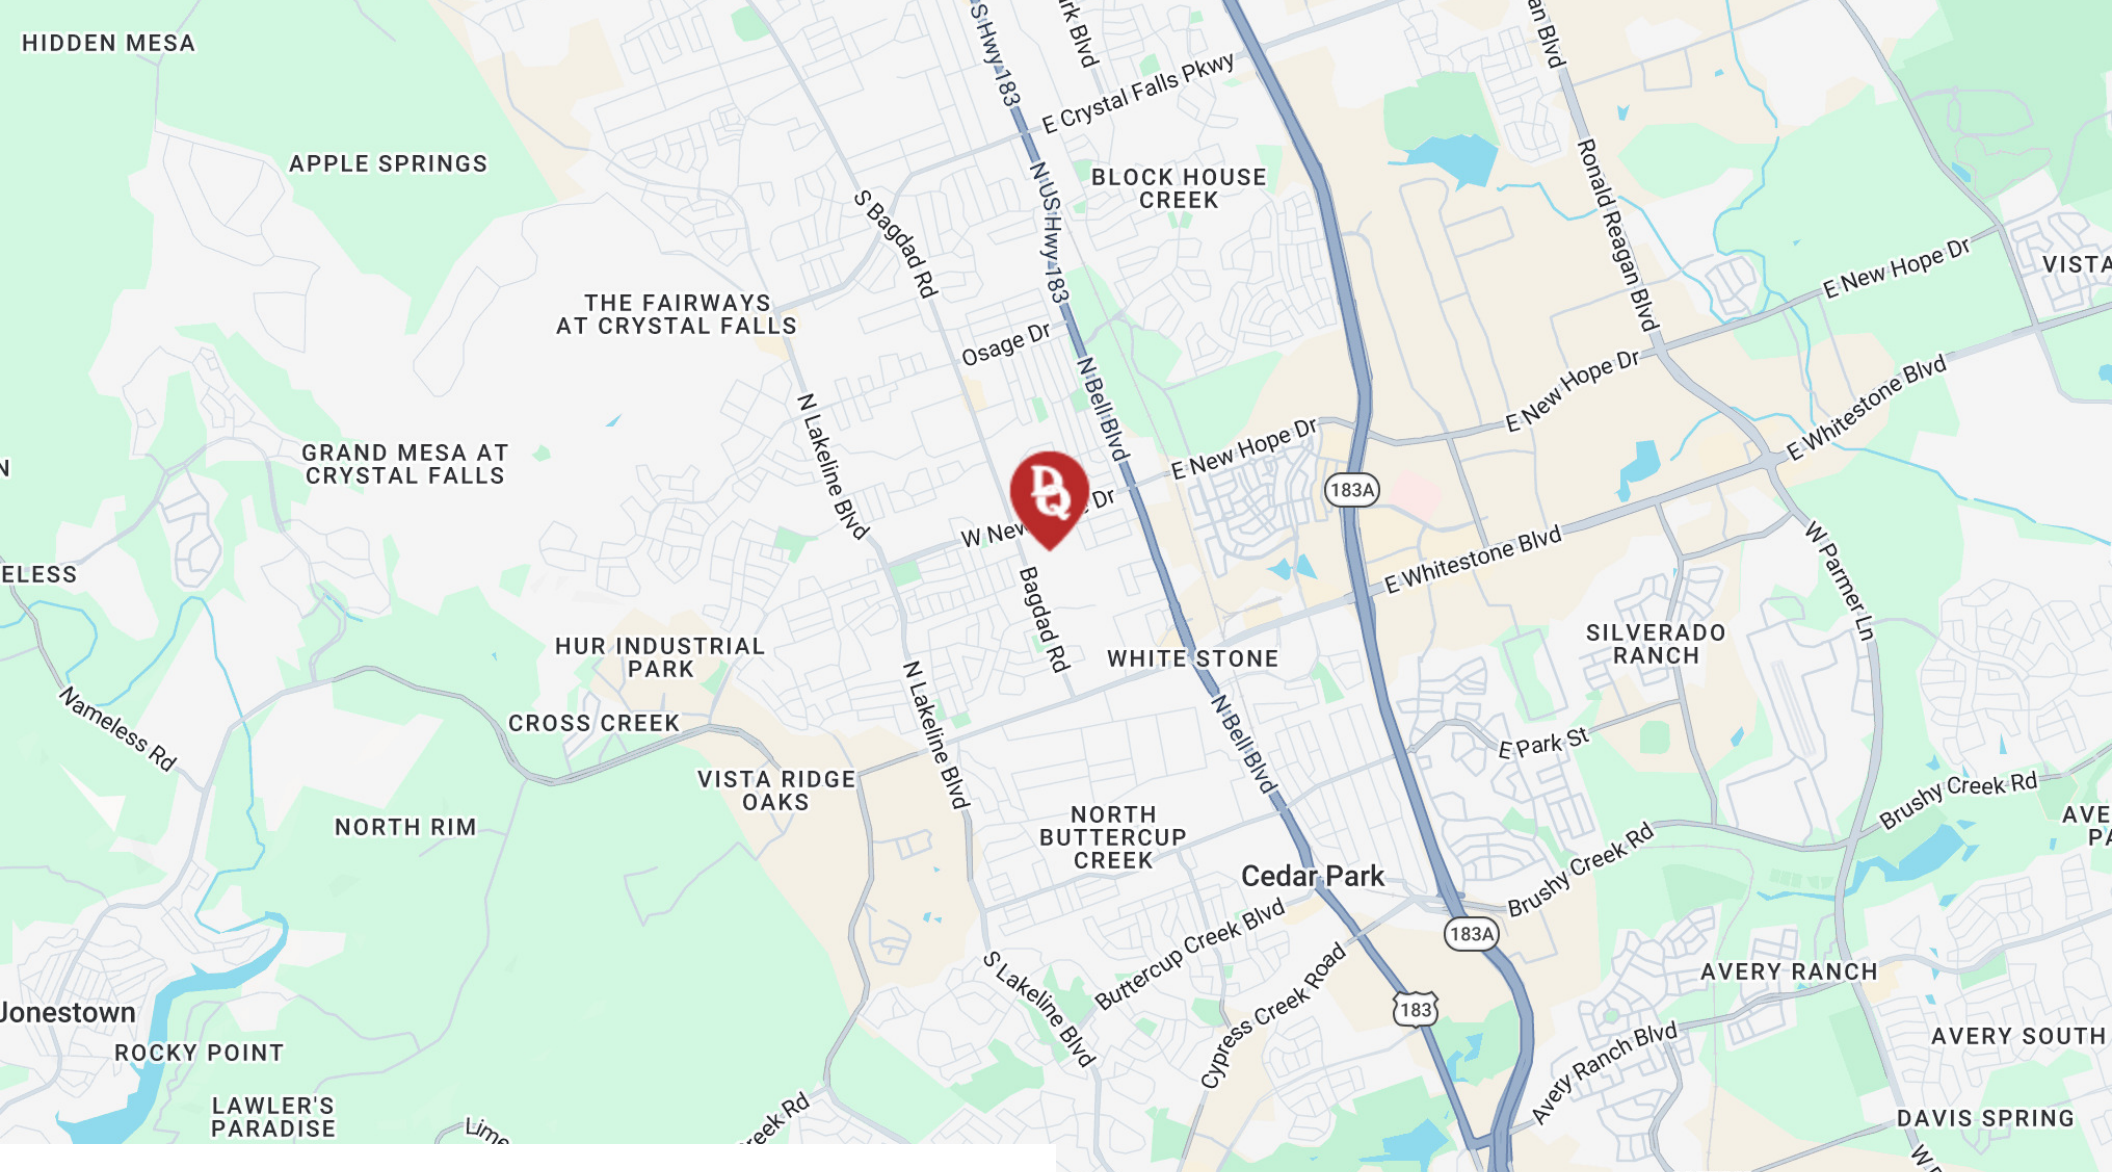 S Hwy 183
rk Blvd
an Blvd
HIDDEN MESA
E Crystal Falls Pkwy
APPLE SPRINGS
BLOCK HOUSE
CREEK
N US Hwy 183
Ronald Reagan Blvd
S Bagdad Rd
E New Hope Dr
VISTA
THE FAIRWAYS
AT CRYSTAL FALLS
Osage Dr
N Bell Blvd
E New Hope Dr
E Whitestone Blvd
N Lakeline Blvd
E New Hope Dr
GRAND MESA AT
CRYSTAL FALLS
N
DQ
183A
W New
Dr
E Whitestone Blvd
W Parmer Ln
ELESS
Bagdad Rd
HUR INDUSTRIAL
PARK
WHITE STONE
SILVERADO
RANCH
Nameless Rd
N Lakeline Blvd
CROSS CREEK
N Bell Blvd
E Park St
VISTA RIDGE
OAKS
Brushy Creek Rd
NORTH RIM
NORTH
BUTTERCUP
CREEK
AVE
PA
Cedar Park
Brushy Creek Rd
Buttercup Creek Blvd
183A
S Lakeline Blvd
Cypress Creek Road
AVERY RANCH
Jonestown
183
AVERY SOUTH
ROCKY POINT
Avery Ranch Blvd
LAWLER'S
PARADISE
Lime
reek Rd
DAVIS SPRING